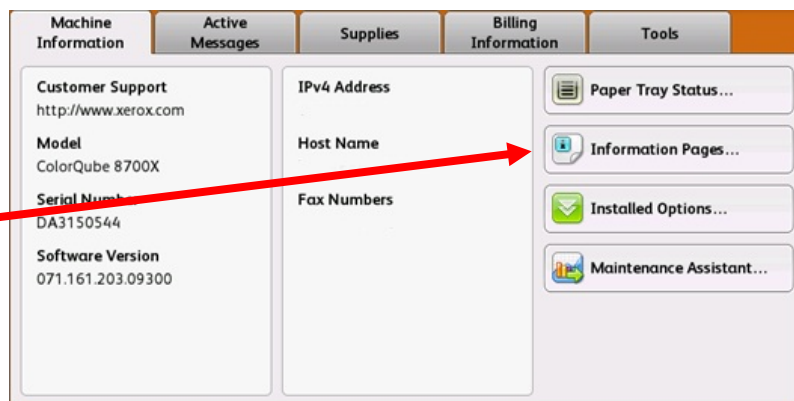 Machine Information
Active Messages
Supplies
Billing Information
Tools
Customer Support
http://www.xerox.com
Model
ColorQube 8700X
Serial Number
DA3150544
Software Version
071.161.203.09300
IPv4 Address
Host Name
Fax Numbers
Paper Tray Status...
Information Pages...
Installed Options...
Maintenance Assistant...